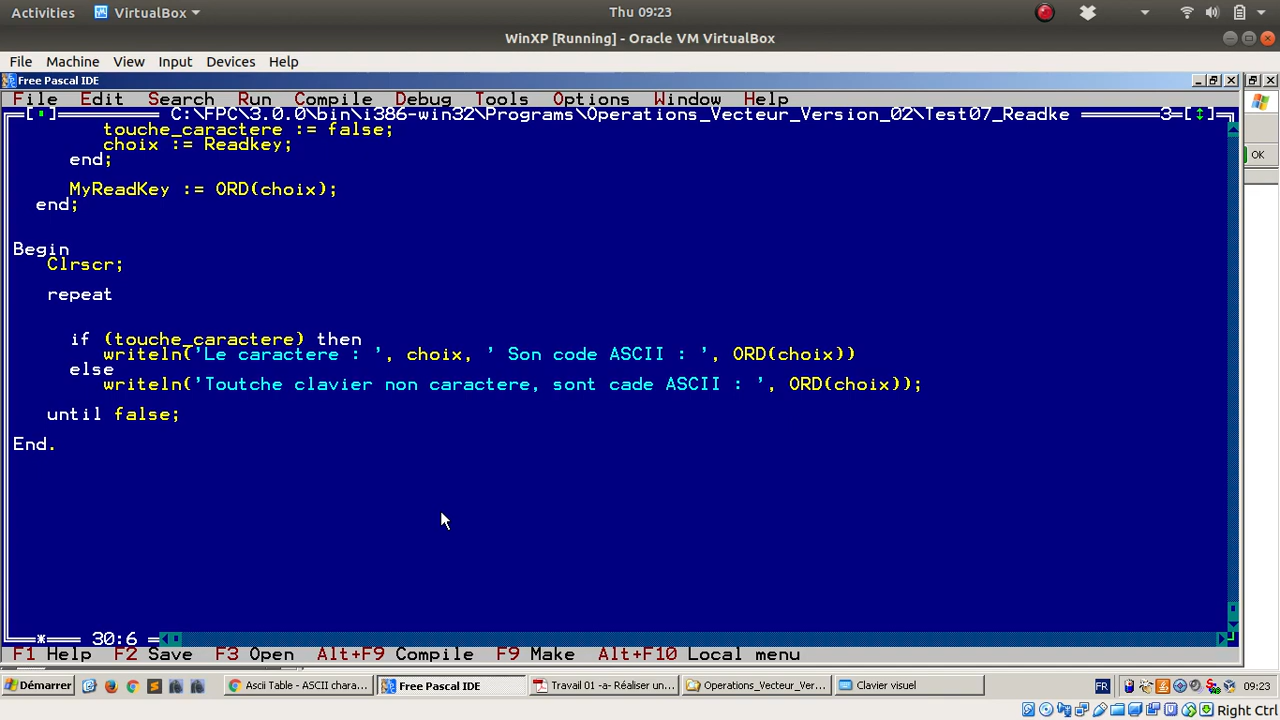 Activities VirtualBox Thu 09:23
WinXP [Running] - Oracle VM VirtualBox
File Machine View Input Devices Help
Free Pascal IDE
File Edit Search Run Compile Debug Tools Options Window Help
C:\FPC\3.0.0\bin\i386-win32\Programs\Operations_Vecteur_Version_02\Test07_Readke 3=[↕]
touche_caractere := false;
choix := Readkey;
end;
MyReadKey := ORD(choix);
end;
Begin
Clrscr;
repeat
if (touche_caractere) then
writeln('Le caractere : ', choix, ' Son code ASCII : ', ORD(choix))
else
writeln('Toutche clavier non caractere, sont cade ASCII : ', ORD(choix));
until false;
End.
OK
* 30:6
F1 Help F2 Save F3 Open Alt+F9 Compile F9 Make Alt+F10 Local menu
Démarrer Ascii Table - ASCII chara... Free Pascal IDE Travail 01 -a- Réaliser un... Operations_Vecteur_Ver... Clavier visuel FR 09:23
Right Ctrl